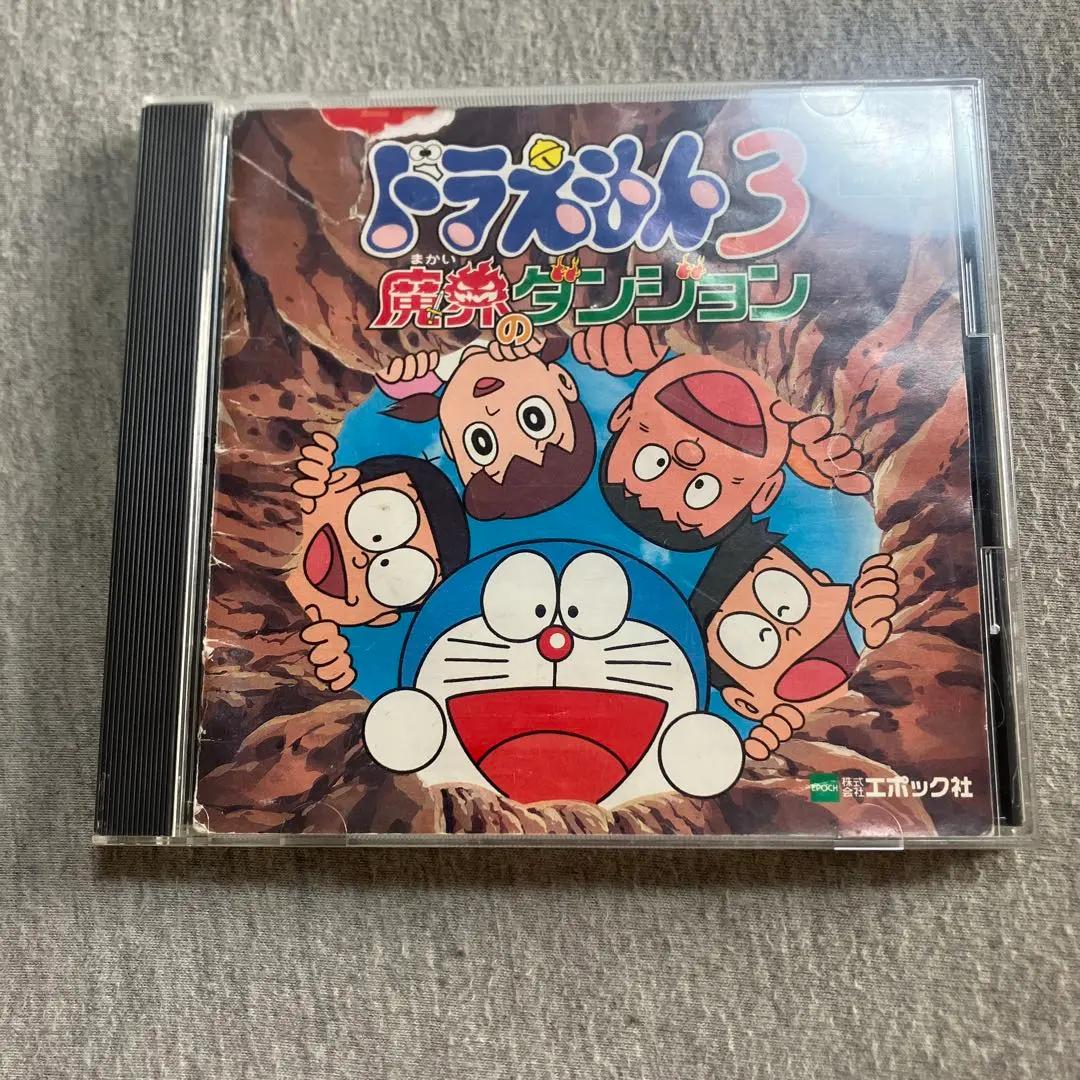 ドラえもん3
まかい
魔界のダンジョン
EPOCH
株式会社エポック社